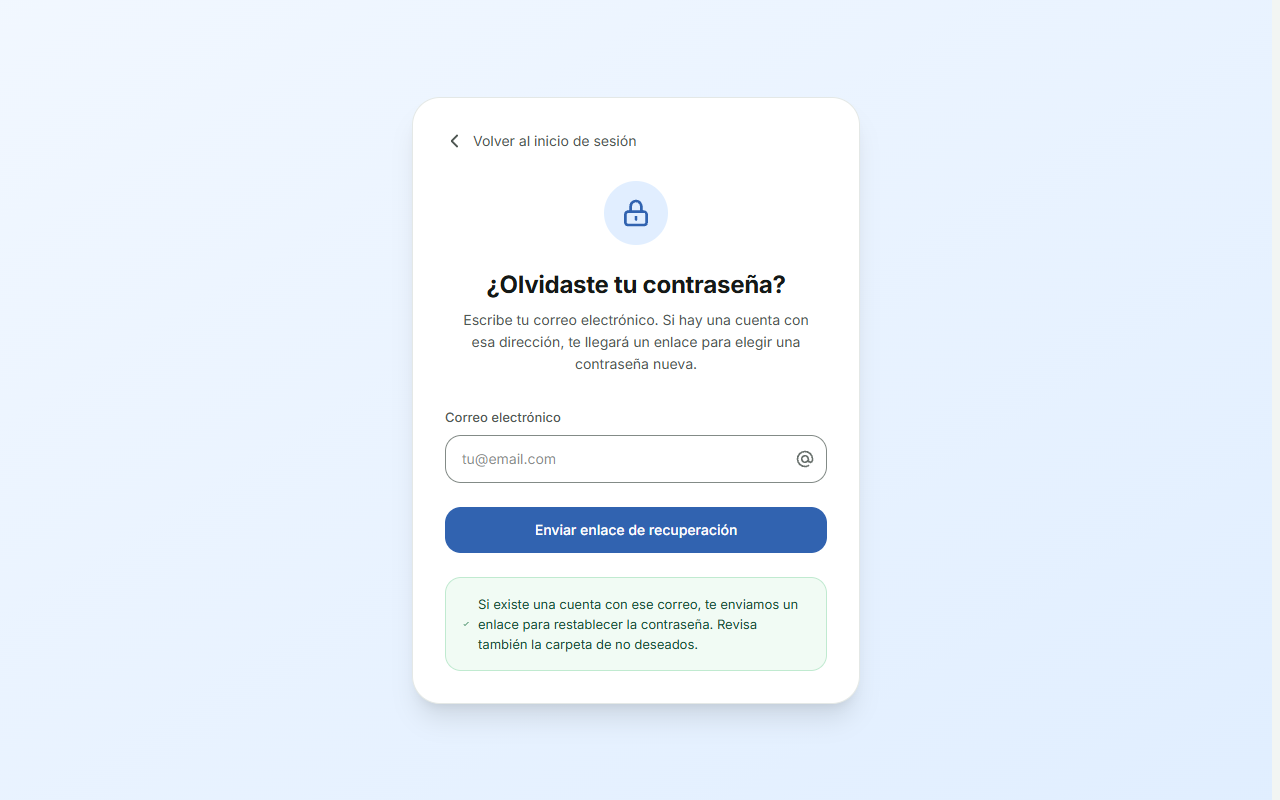 Volver al inicio de sesión
¿Olvidaste tu contraseña?
Escribe tu correo electrónico. Si hay una cuenta con
esa dirección, te llegará un enlace para elegir una
contraseña nueva.
Correo electrónico
tu@email.com
Enviar enlace de recuperación
Si existe una cuenta con ese correo, te enviamos un
enlace para restablecer la contraseña. Revisa
también la carpeta de no deseados.